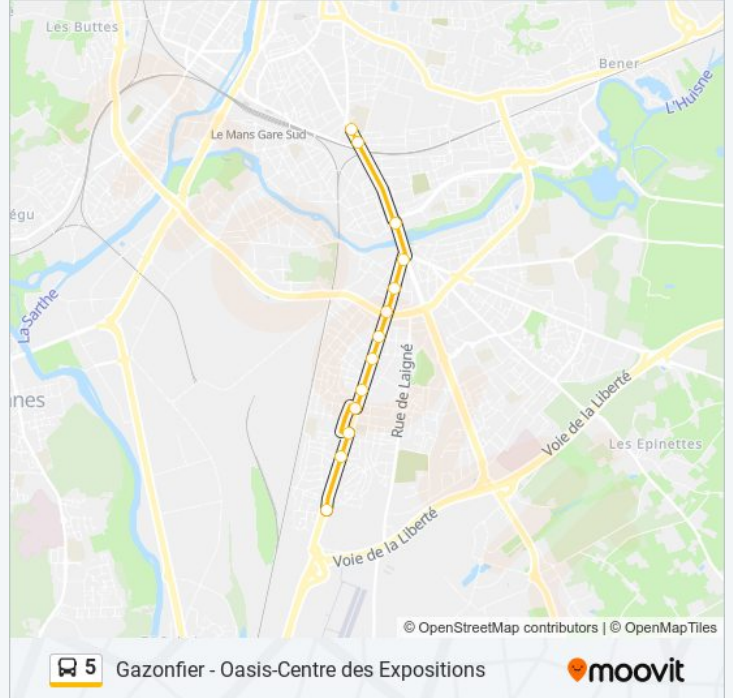 Les Buttes
Bener
L'Huisne
Le Mans Gare Sud
égu
La Sarthe
nnes
Rue de Laigné
Voie de la Liberté
Les Epinettes
Voie de la Liberté
© OpenStreetMap contributors | © OpenMapTiles
5 Gazonfier - Oasis-Centre des Expositions moovit